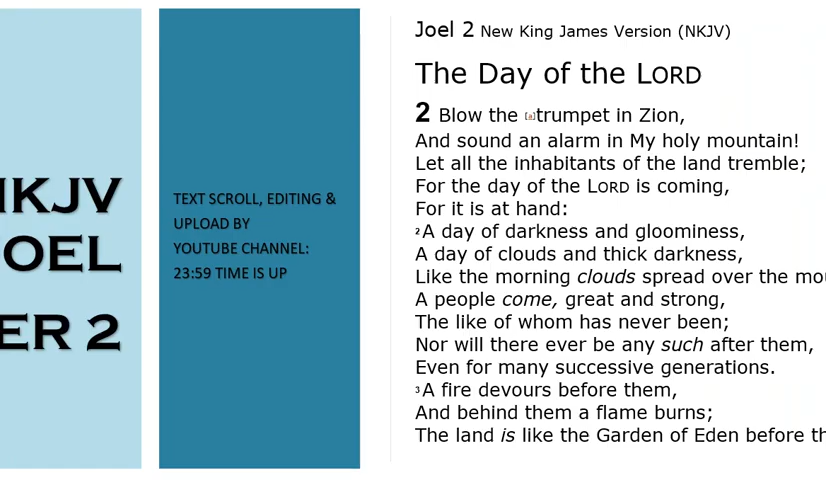 NKJV
JOEL
ER 2
TEXT SCROLL, EDITING &
UPLOAD BY
YOUTUBE CHANNEL:
23:59 TIME IS UP
Joel 2 New King James Version (NKJV)
The Day of the LORD
2 Blow the [a]trumpet in Zion,
And sound an alarm in My holy mountain!
Let all the inhabitants of the land tremble;
For the day of the LORD is coming,
For it is at hand:
2 A day of darkness and gloominess,
A day of clouds and thick darkness,
Like the morning clouds spread over the mou
A people come, great and strong,
The like of whom has never been;
Nor will there ever be any such after them,
Even for many successive generations.
3 A fire devours before them,
And behind them a flame burns;
The land is like the Garden of Eden before th